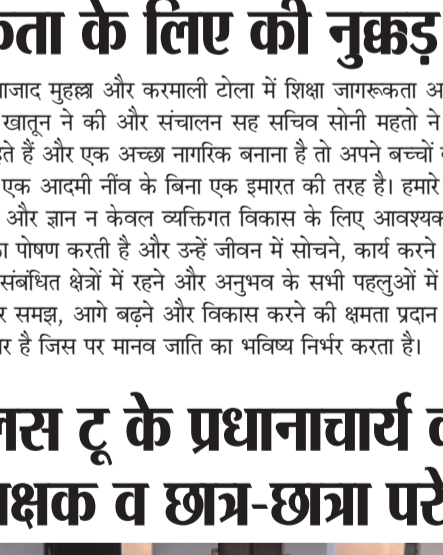 कता के लिए की नुक्कड़
आजाद मुहल्ला और करमाली टोला में शिक्षा जागरूकता अ
खातून ने की और संचालन सह सचिव सोनी महतो ने
ते हैं और एक अच्छा नागरिक बनाना है तो अपने बच्चों
एक आदमी नींव के बिना एक इमारत की तरह है। हमारे
और ज्ञान न केवल व्यक्तिगत विकास के लिए आवश्यक
ा पोषण करती है और उन्हें जीवन में सोचने, कार्य करने
संबंधित क्षेत्रों में रहने और अनुभव के सभी पहलुओं में
र समझ, आगे बढ़ने और विकास करने की क्षमता प्रदान
र है जिस पर मानव जाति का भविष्य निर्भर करता है।
लस टू के प्रधानाचार्य व
क्षक व छात्र-छात्रा परे